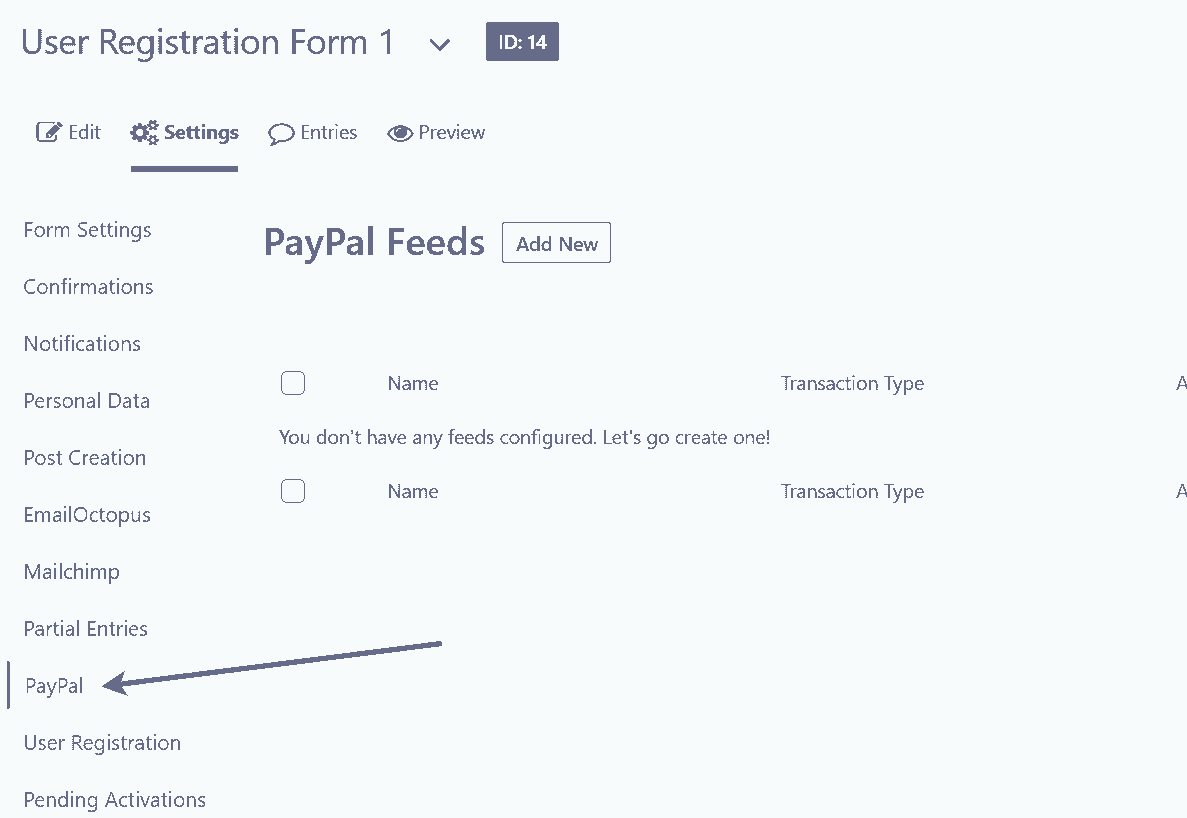 User Registration Form 1
ID: 14
Edit
Settings
Entries
Preview
Form Settings
Confirmations
Notifications
Personal Data
Post Creation
EmailOctopus
Mailchimp
Partial Entries
PayPal
User Registration
Pending Activations
PayPal Feeds
Add New
Name Transaction Type A
You don't have any feeds configured. Let's go create one!
Name Transaction Type A